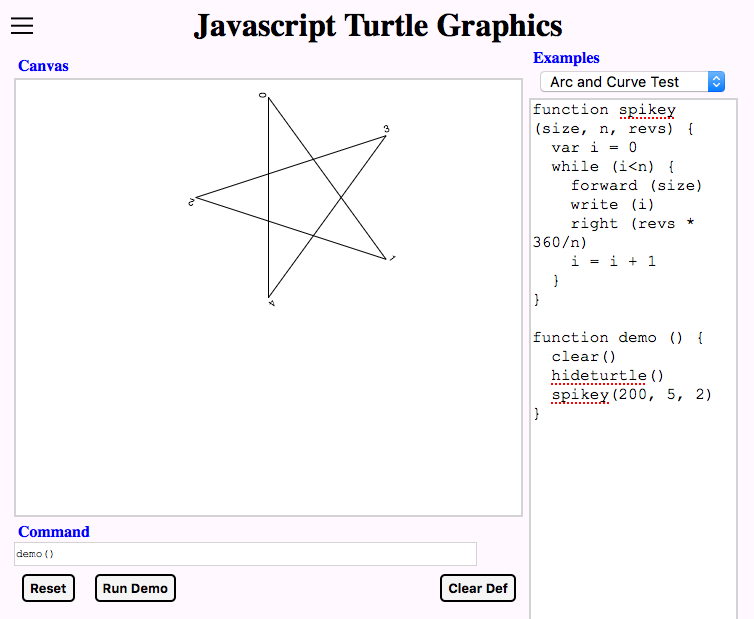 Javascript Turtle Graphics
Canvas
0
3
2
1
4
Examples
Arc and Curve Test
function spikey
(size, n, revs) {
  var i = 0
  while (i<n) {
    forward (size)
    write (i)
    right (revs *
360/n)
    i = i + 1
  }
}

function demo () {
  clear()
  hideturtle()
  spikey(200, 5, 2)
}
Command
demo()
Reset
Run Demo
Clear Def